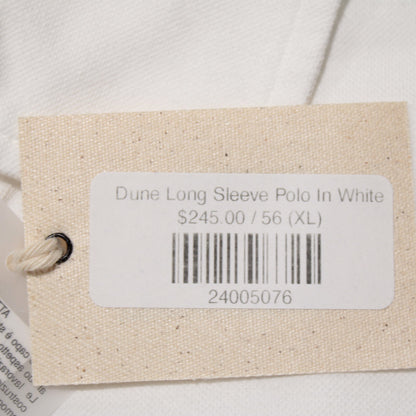 Dune Long Sleeve Polo In White
$245.00 / 56 (XL)
24005076